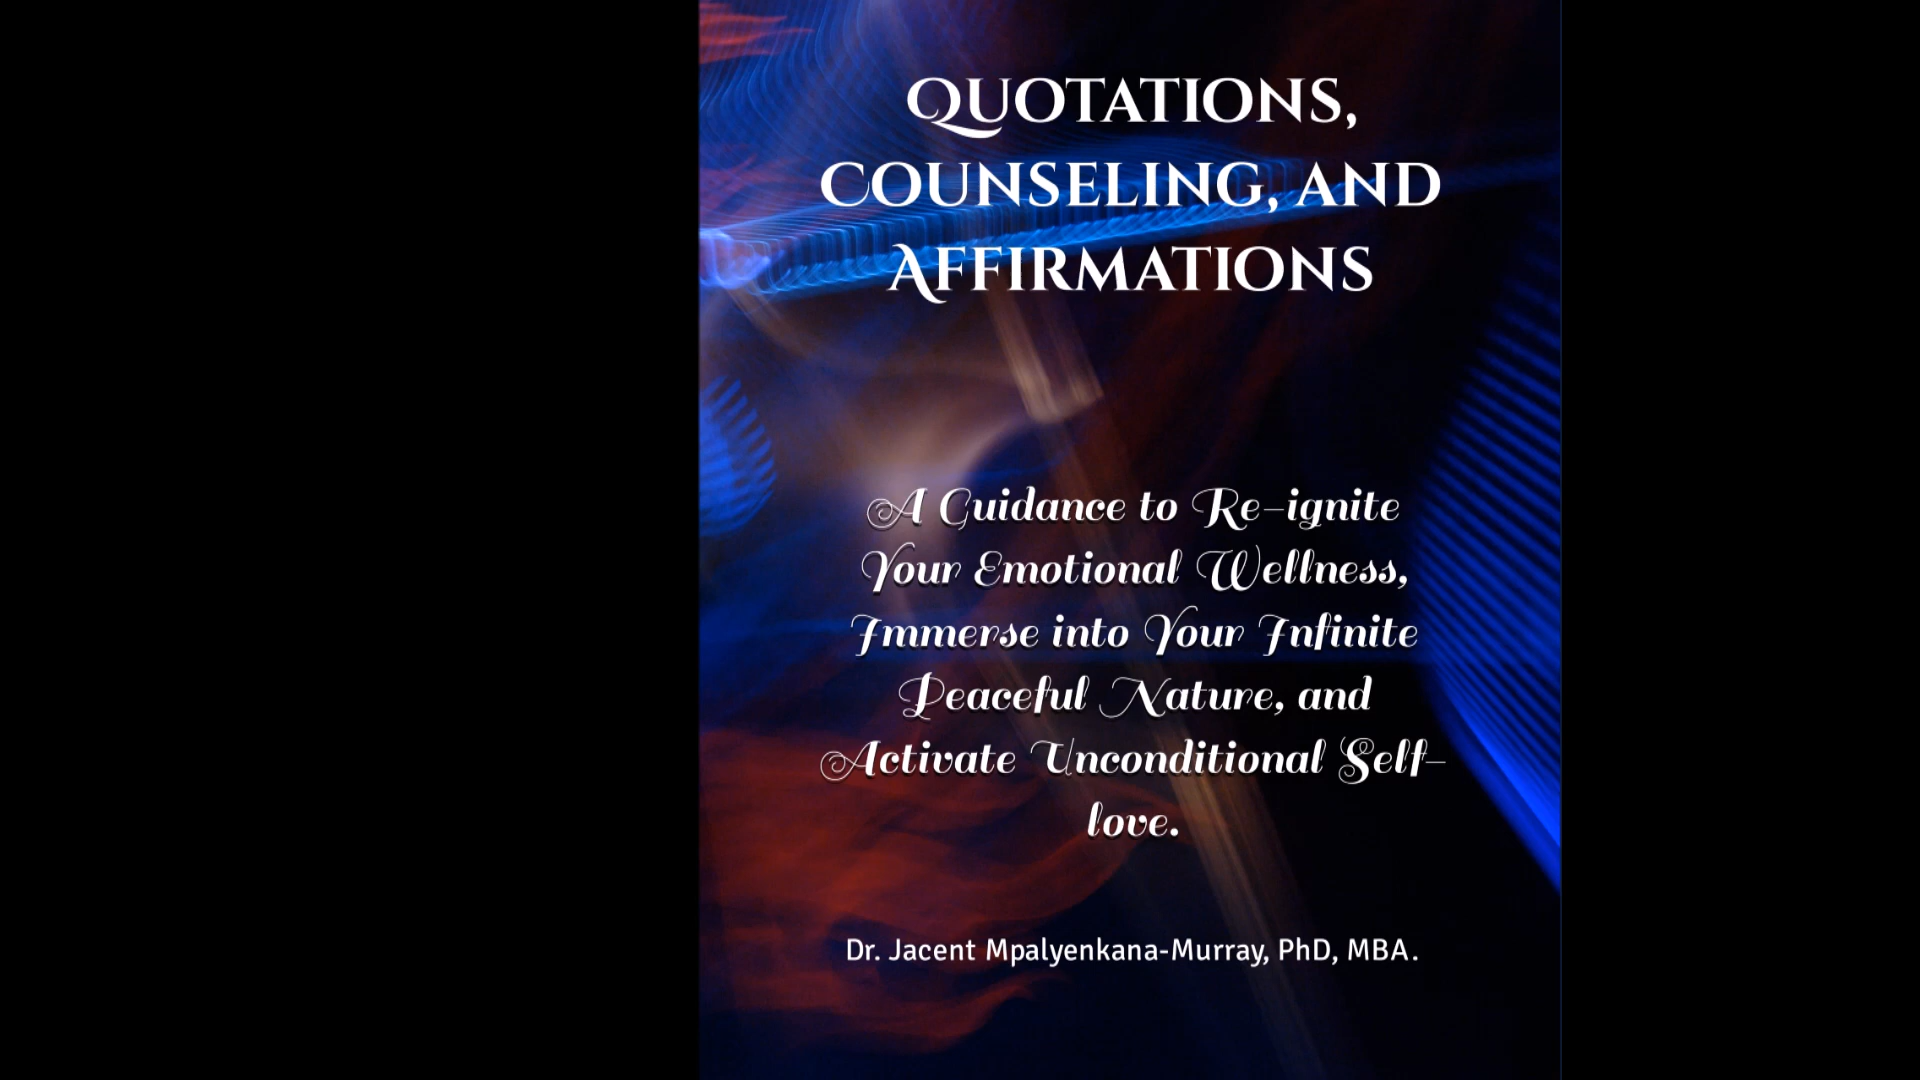 Quotations,
Counseling, and
Affirmations
A Guidance to Re-ignite
Your Emotional Wellness,
Immerse into Your Infinite
Peaceful Nature, and
Activate Unconditional Self-
love.
Dr. Jacent Mpalyenkana-Murray, PhD, MBA.